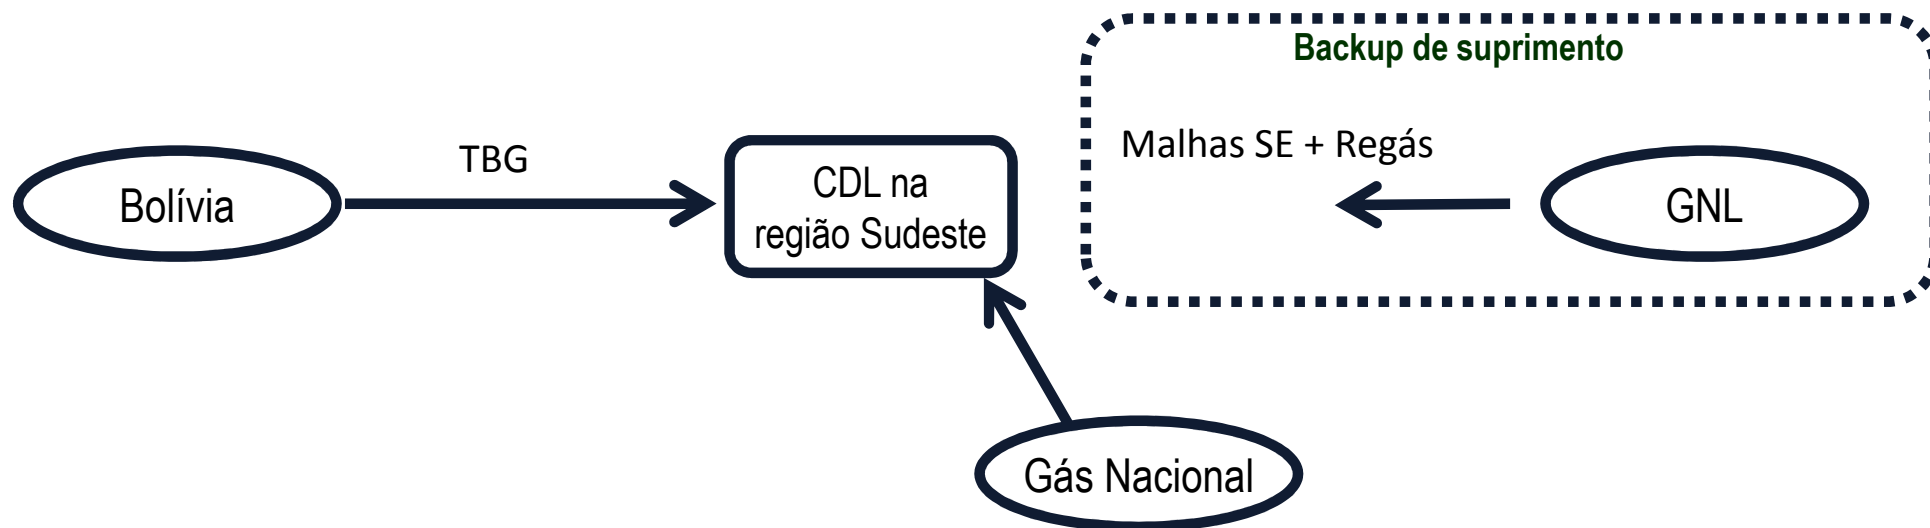 Backup de suprimento
TBG
Malhas SE + Regás
Bolívia
CDL na
região Sudeste
GNL
Gás Nacional